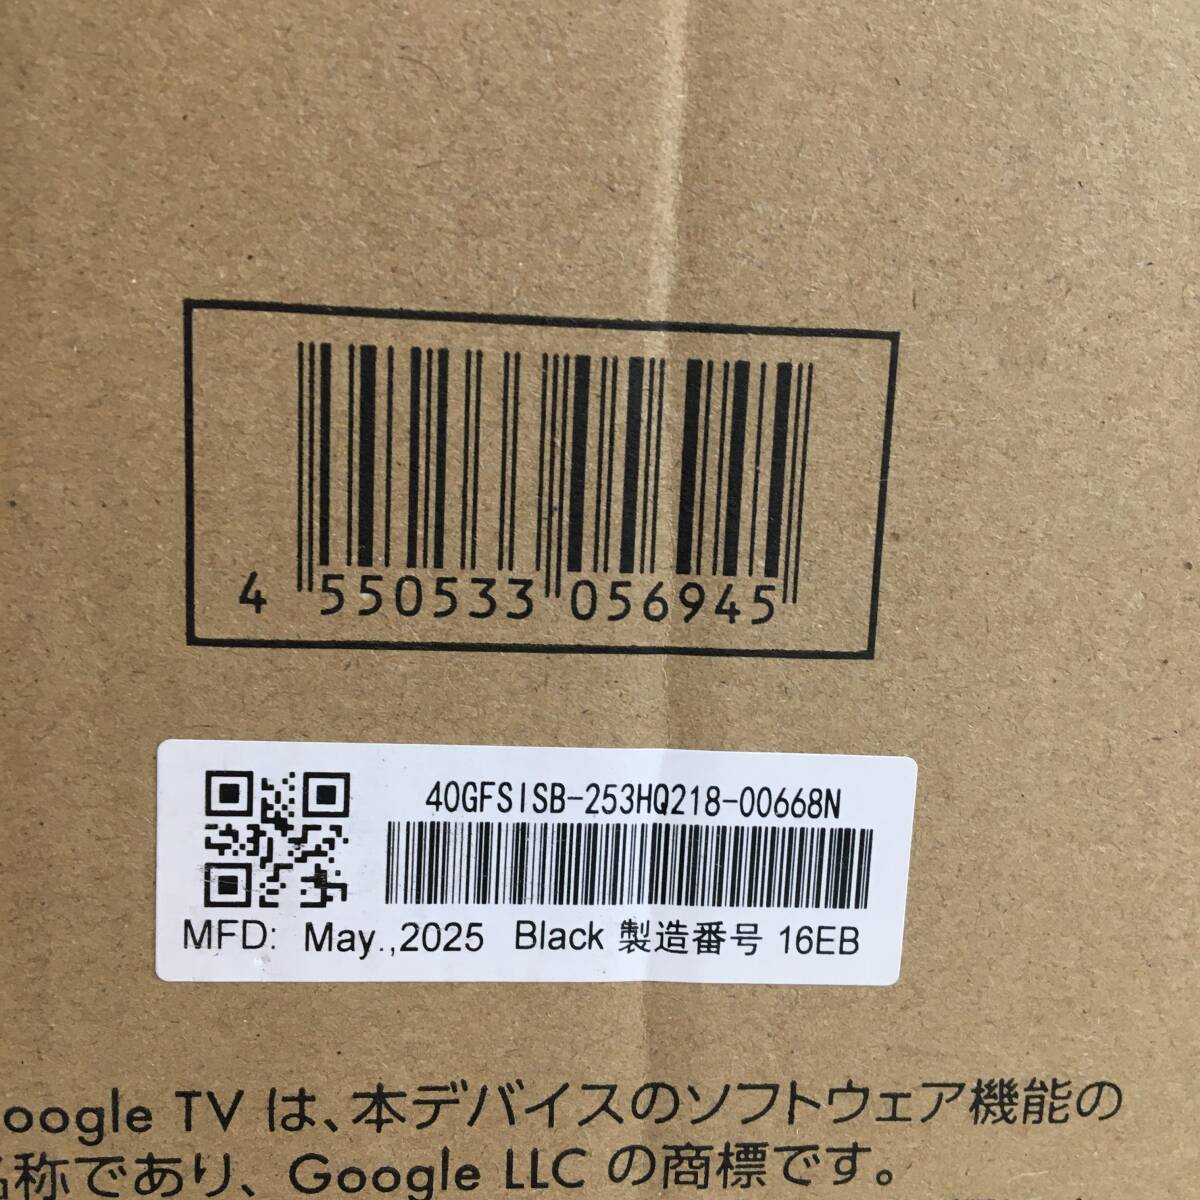 4 550533 056945
40GFSISB-253HQ218-00668N
MFD: May.,2025 Black 製造番号 16EB
oogle TV は、本デバイスのソフトウェア機能の
称であり、Google LLC の商標です。